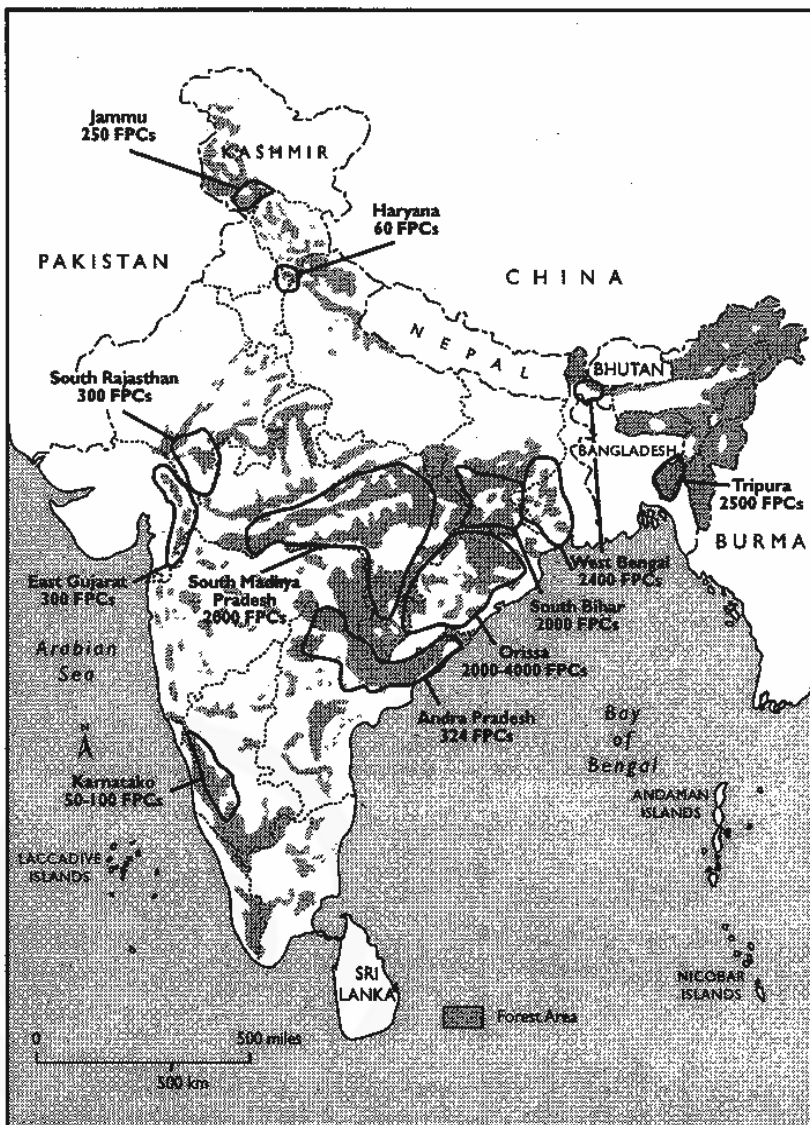 Jammu
250 FPCs
KASHMIR
Haryana
60 FPCs
PAKISTAN
CHINA
NEPAL
BHUTAN
South Rajasthan
300 FPCs
BANGLADESH
Tripura
2500 FPCs
BURMA
East Gujarat
300 FPCs
South Madhya
Pradesh
2000 FPCs
West Bengal
2400 FPCs
South Bihar
2000 FPCs
Orissa
2000-4000 FPCs
Arabian
Sea
Andra Pradesh
324 FPCs
Bay
of
Bengal
N
Karnatako
50-100 FPCs
ANDAMAN
ISLANDS
LACCADIVE
ISLANDS
SRI
LANKA
NICOBAR
ISLANDS
Forest Area
0
500 miles
500 km